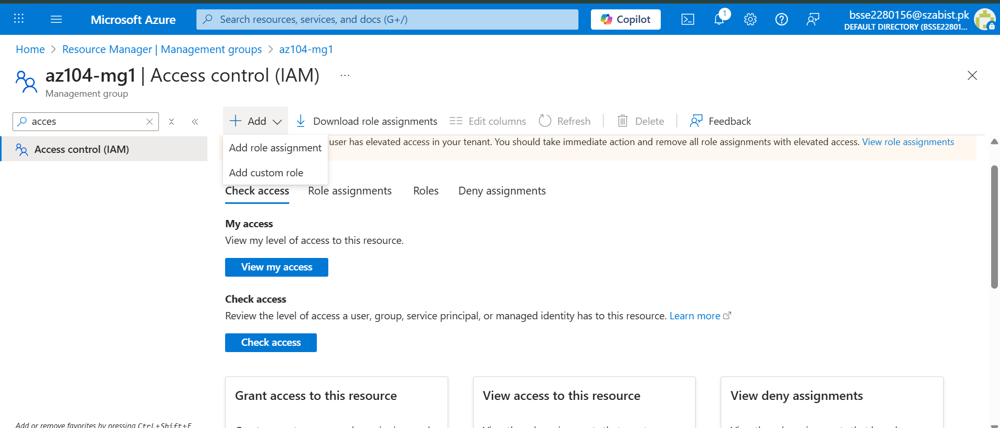 Microsoft Azure
Search resources, services, and docs (G+/)
Copilot
1
bsse2280156@szabist.pk
DEFAULT DIRECTORY (BSSE22801...
Home > Resource Manager | Management groups > az104-mg1
az104-mg1 | Access control (IAM) ...
Management group
acces
Add
Download role assignments
Edit columns
Refresh
Delete
Feedback
Access control (IAM)
Add role assignment
Add custom role
user has elevated access in your tenant. You should take immediate action and remove all role assignments with elevated access. View role assignments
Check access
Role assignments
Roles
Deny assignments
My access
View my level of access to this resource.
View my access
Check access
Review the level of access a user, group, service principal, or managed identity has to this resource. Learn more
Check access
Grant access to this resource
View access to this resource
View deny assignments
Add or remove favorites by pressing Ctrl+Shift+F